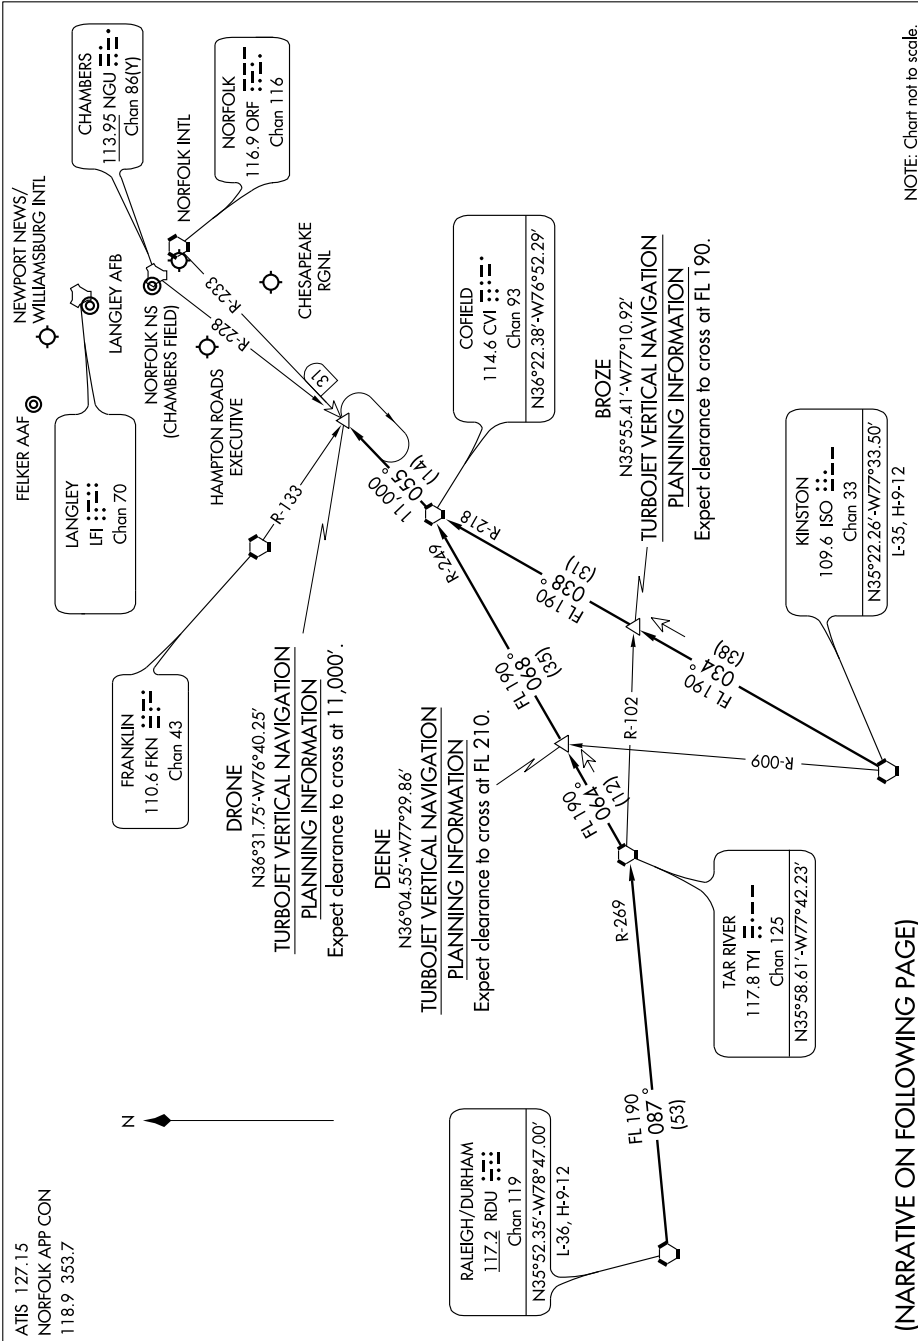 ATIS 127.15
NORFOLK APP CON
118.9 353.7
N
FELKER AAF
NEWPORT NEWS/
WILLIAMSBURG INTL
LANGLEY AFB
LANGLEY
LFI
Chan 70
CHAMBERS
113.95 NGU
Chan 86(Y)
NORFOLK NS
(CHAMBERS FIELD)
NORFOLK INTL
NORFOLK
116.9 ORF
Chan 116
HAMPTON ROADS
EXECUTIVE
CHESAPEAKE
RGNL
R-228
R-233
31
FRANKLIN
110.6 FKN
Chan 43
R-133
DRONE
N36°31.75′-W76°40.25′
TURBOJET VERTICAL NAVIGATION
PLANNING INFORMATION
Expect clearance to cross at 11,000′.
11,000
055°
(14)
COFIELD
114.6 CVI
Chan 93
N36°22.38′-W76°52.29′
R-249
R-218
DEENE
N36°04.55′-W77°29.86′
TURBOJET VERTICAL NAVIGATION
PLANNING INFORMATION
Expect clearance to cross at FL 210.
FL 190
068°
(35)
FL 190
038°
(31)
BROZE
N35°55.41′-W77°10.92′
TURBOJET VERTICAL NAVIGATION
PLANNING INFORMATION
Expect clearance to cross at FL 190.
FL 190
064°
(12)
R-102
R-009
FL 190
034°
(38)
RALEIGH/DURHAM
117.2 RDU
Chan 119
N35°52.35′-W78°47.00′
L-36, H-9-12
FL 190
087°
(53)
R-269
TAR RIVER
117.8 TYI
Chan 125
N35°58.61′-W77°42.23′
KINSTON
109.6 ISO
Chan 33
N35°22.26′-W77°33.50′
L-35, H-9-12
(NARRATIVE ON FOLLOWING PAGE)
NOTE: Chart not to scale.